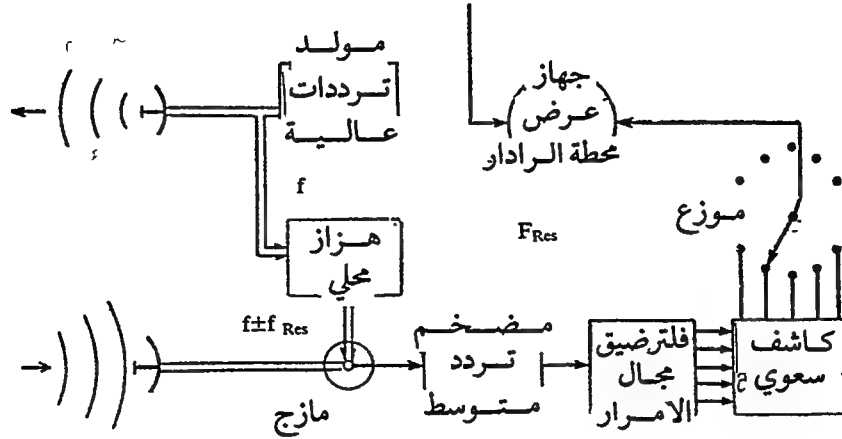 مولد
ترددات
عالية
جهاز
عرض
محطة الرادار
f
موزع
F Res
هزاز
محلي
f±f Res
مازج
مضخم
تردد
متوسط
فلترضيق
مجال
الامرار
كاشف
سعوي